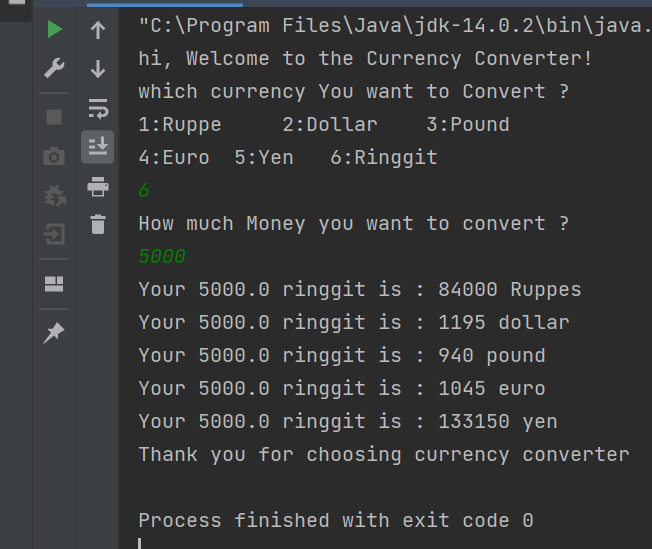 "C:\Program Files\Java\jdk-14.0.2\bin\java.
hi, Welcome to the Currency Converter!
which currency You want to Convert ?
1:Ruppe     2:Dollar    3:Pound
4:Euro  5:Yen   6:Ringgit
6
How much Money you want to convert ?
5000
Your 5000.0 ringgit is : 84000 Ruppes
Your 5000.0 ringgit is : 1195 dollar
Your 5000.0 ringgit is : 940 pound
Your 5000.0 ringgit is : 1045 euro
Your 5000.0 ringgit is : 133150 yen
Thank you for choosing currency converter
Process finished with exit code 0